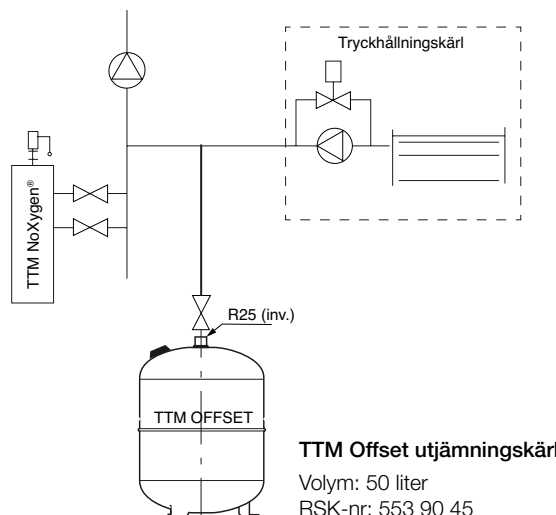 Tryckhållningskärl
TTM NoXygen®
R25 (inv.)
TTM OFFSET
TTM Offset utjämningskärl
Volym: 50 liter
RSK-nr: 553 90 45